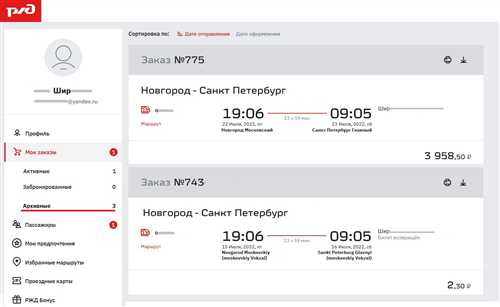 РЖД
Шир
@yandex.ru
Профиль
Мои заказы 1
Активные 1
Забронированные 0
Архивные 3
Пассажиры 1
Мои предпочтения
Избранные маршруты
Проездные карты
РЖД Бонус
Сортировка по: Дате отправления Дате оформления
Заказ №775
Новгород - Санкт Петербург
19:06 13 ч 59 мин 09:05 Шир
Маршрут 22 Июля, 2022, пт 23 Июля, 2022, сб
Новгород Московский Санкт Петербург Главный
3 958,50 ₽
Заказ №743
Новгород - Санкт Петербург
19:06 13 ч 59 мин 09:05 Шир
Билет возвращён
Маршрут 15 Июля, 2022, пт 16 Июля, 2022, сб
Novgorod Moskovskiy Sankt Peterburg Glavnyy
(moskovskiy Vokzal) (moskovskiy Vokzal)
2,30 ₽